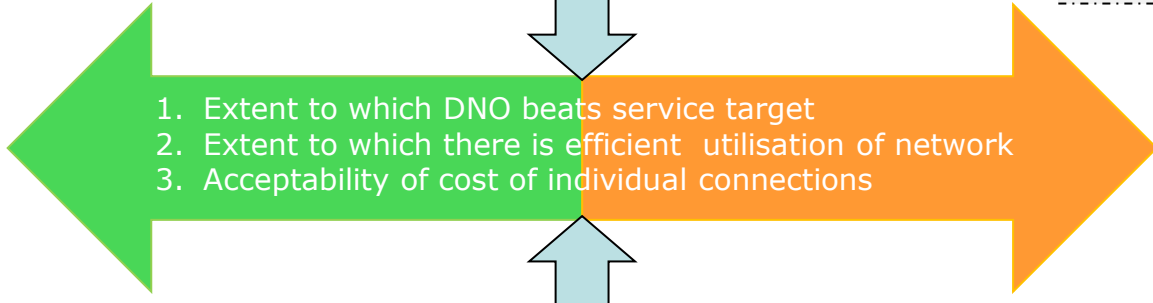 1. Extent to which DNO beats service target
2. Extent to which there is efficient  utilisation of network
3. Acceptability of cost of individual connections